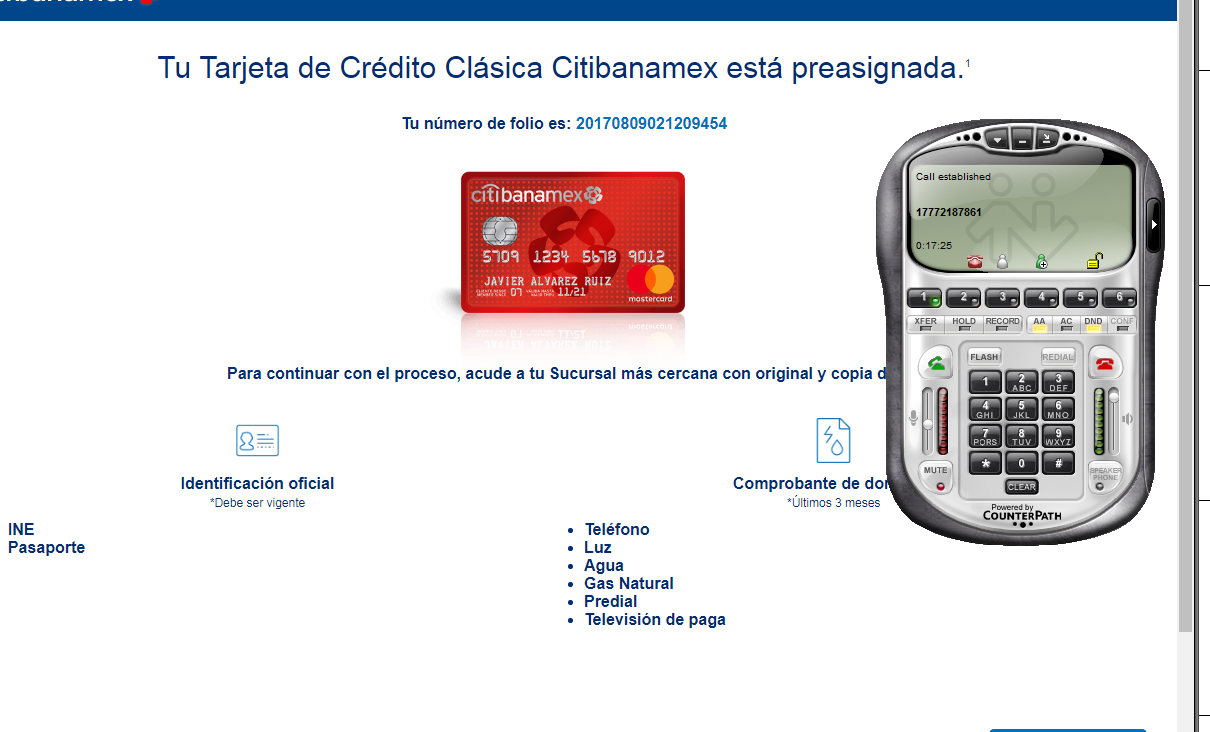 Tu Tarjeta de Crédito Clásica Citibanamex está preasignada.1
Tu número de folio es: 20170809021209454
citibanamex
5709 1234 5678 9012
JAVIER ALVAREZ RUIZ
07 11/21
mastercard
Para continuar con el proceso, acude a tu Sucursal más cercana con original y copia d
Identificación oficial
*Debe ser vigente
INE
Pasaporte
Comprobante de do
*Últimos 3 meses
Teléfono
Luz
Agua
Gas Natural
Predial
Televisión de paga
Call established
17772187861
0:17:25
1 2 3 4 5 6
XFER HOLD RECORD AA AC DND CONF
FLASH REDIAL
1 2 ABC 3 DEF
4 GHI 5 JKL 6 MNO
7 PQRS 8 TUV 9 WXYZ
* 0 #
MUTE
SPEAKER PHONE
CLEAR
Powered by
COUNTERPATH